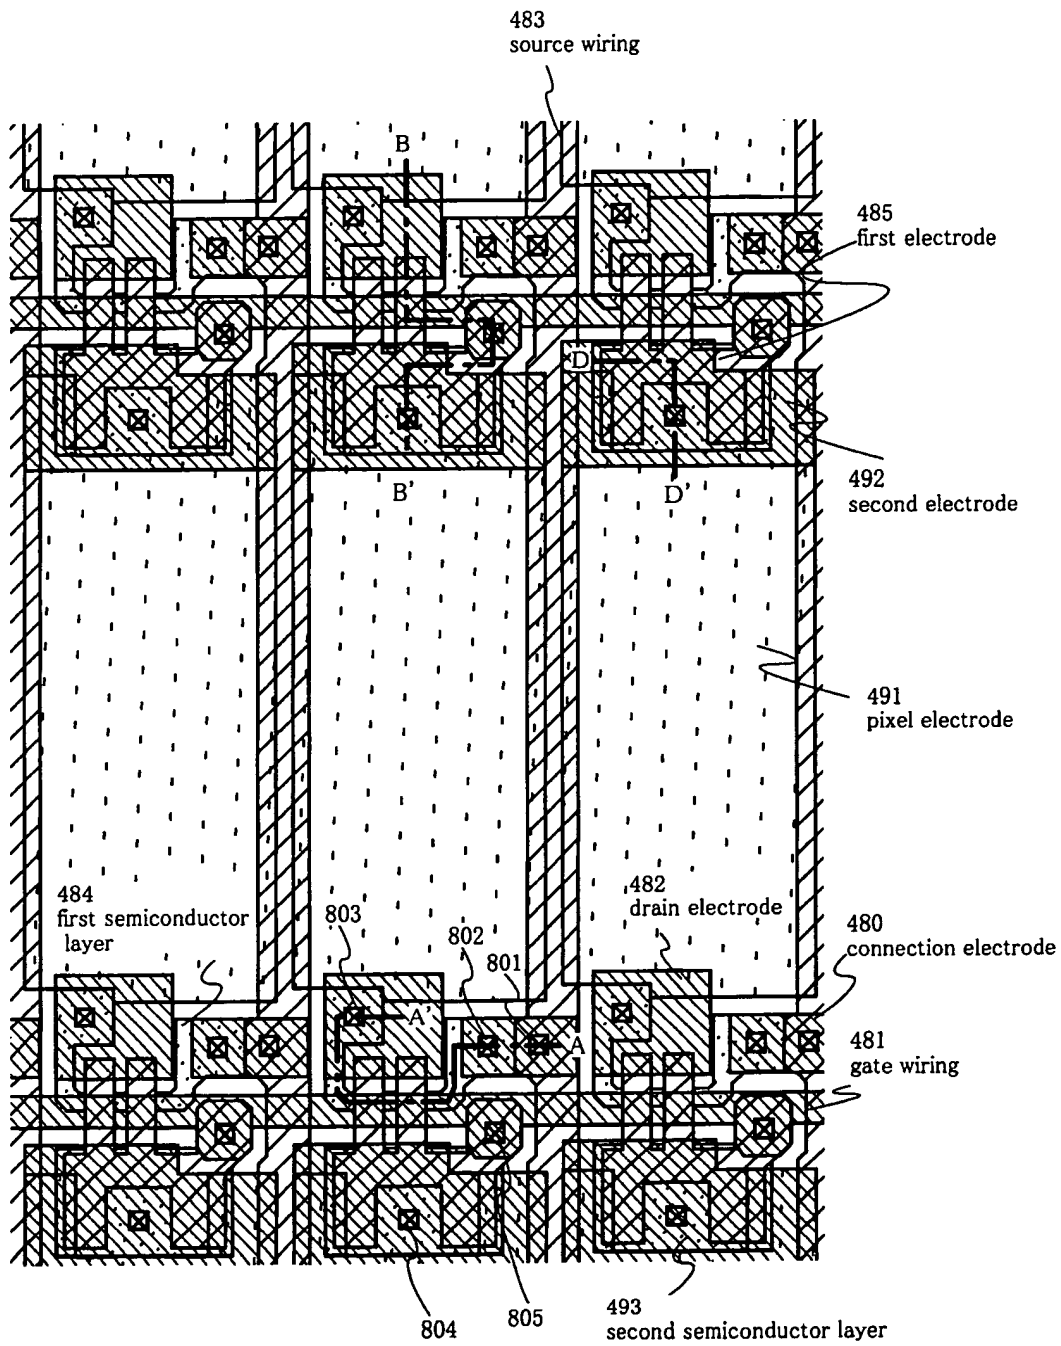 483
source wiring
B
485
first electrode
D
B'
D'
492
second electrode
491
pixel electrode
484
first semiconductor
layer
803
802
801
482
drain electrode
480
connection electrode
A'
A
481
gate wiring
804
805
493
second semiconductor layer